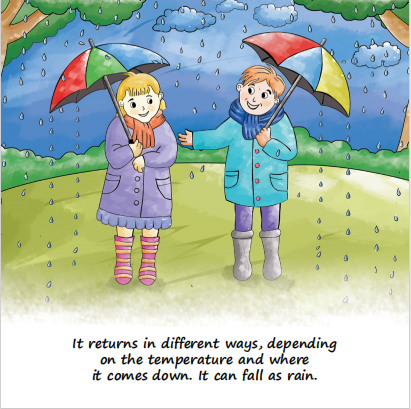 It returns in different ways, depending
on the temperature and where
it comes down. It can fall as rain.